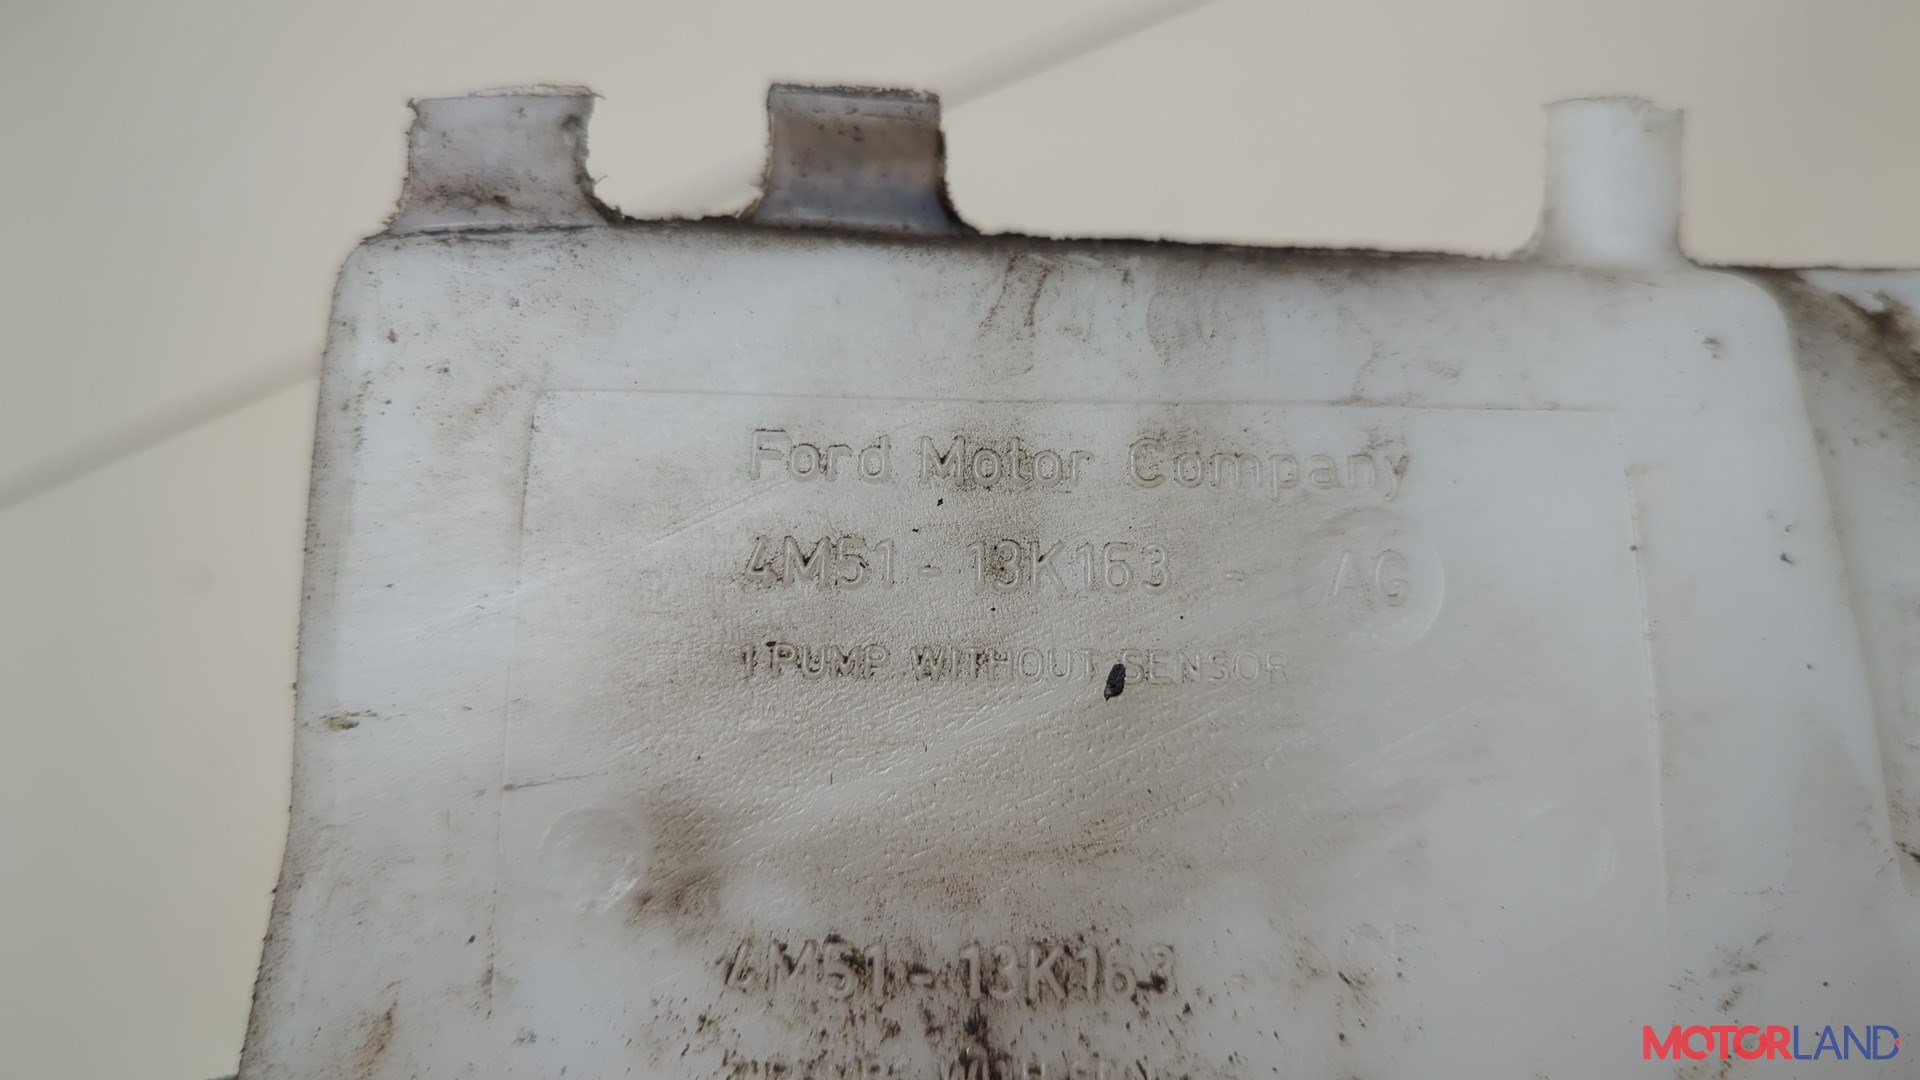 Ford Motor Company
4M51 - 13K163 - AG
1 PUMP WITHOUT SENSOR
4M51 - 13K163
MOTORLAND